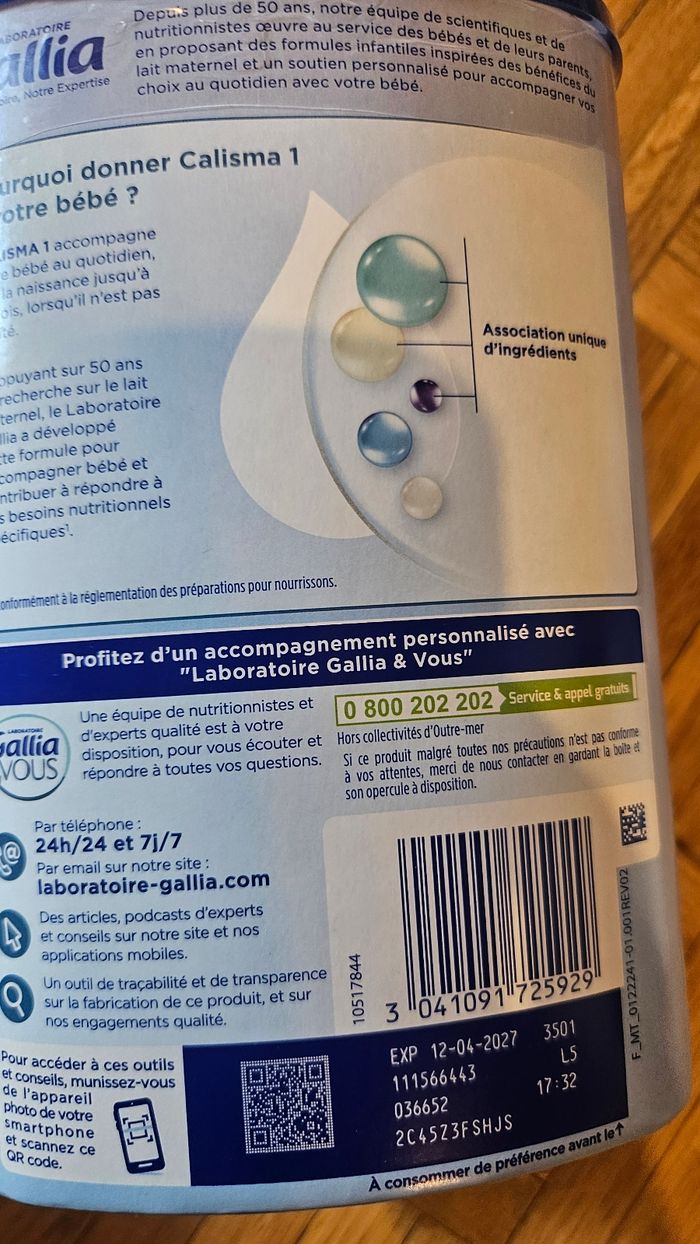 LABORATOIRE
allia
Notre Expertise
Depuis plus de 50 ans, notre équipe de scientifiques et de
nutritionnistes œuvre au service des bébés et de leurs parents,
en proposant des formules infantiles inspirées des bénéfices du
lait maternel et un soutien personnalisé pour accompagner vos
choix au quotidien avec votre bébé.
urquoi donner Calisma 1
otre bébé ?
ISMA 1 accompagne
e bébé au quotidien,
la naissance jusqu'à
ois, lorsqu'il n'est pas
té.
Association unique
d'ingrédients
puyant sur 50 ans
recherche sur le lait
ternel, le Laboratoire
llia a développé
te formule pour
compagner bébé et
ntribuer à répondre à
s besoins nutritionnels
écifiques¹.
onformément à la réglementation des préparations pour nourrissons.
Profitez d'un accompagnement personnalisé avec
"Laboratoire Gallia & Vous"
LABORATOIRE
allia
VOUS
Une équipe de nutritionnistes et
d'experts qualité est à votre
disposition, pour vous écouter et
répondre à toutes vos questions.
0 800 202 202 Service & appel gratuits
Hors collectivités d'Outre-mer
Si ce produit malgré toutes nos précautions n'est pas conforme
à vos attentes, merci de nous contacter en gardant la boîte et
son opercule à disposition.
Par téléphone :
24h/24 et 7j/7
Par email sur notre site :
laboratoire-gallia.com
Des articles, podcasts d'experts
et conseils sur notre site et nos
applications mobiles.
Un outil de traçabilité et de transparence
sur la fabrication de ce produit, et sur
nos engagements qualité.
10517844
3 041091 725929
F_MT_0122241-01.001REV02
Pour accéder à ces outils
et conseils, munissez-vous
de l'appareil
photo de votre
smartphone
et scannez ce
QR code.
EXP 12-04-2027 3501
111566443 L5
036652 17:32
2C45Z3FSHJS
À consommer de préférence avant le↑